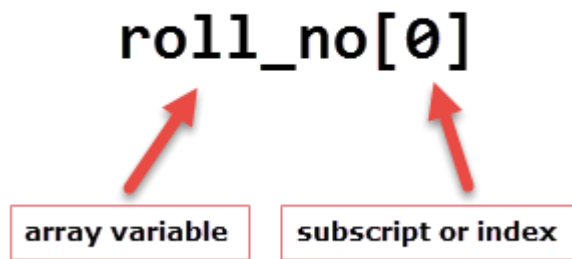 roll_no[0]
array variable
subscript or index